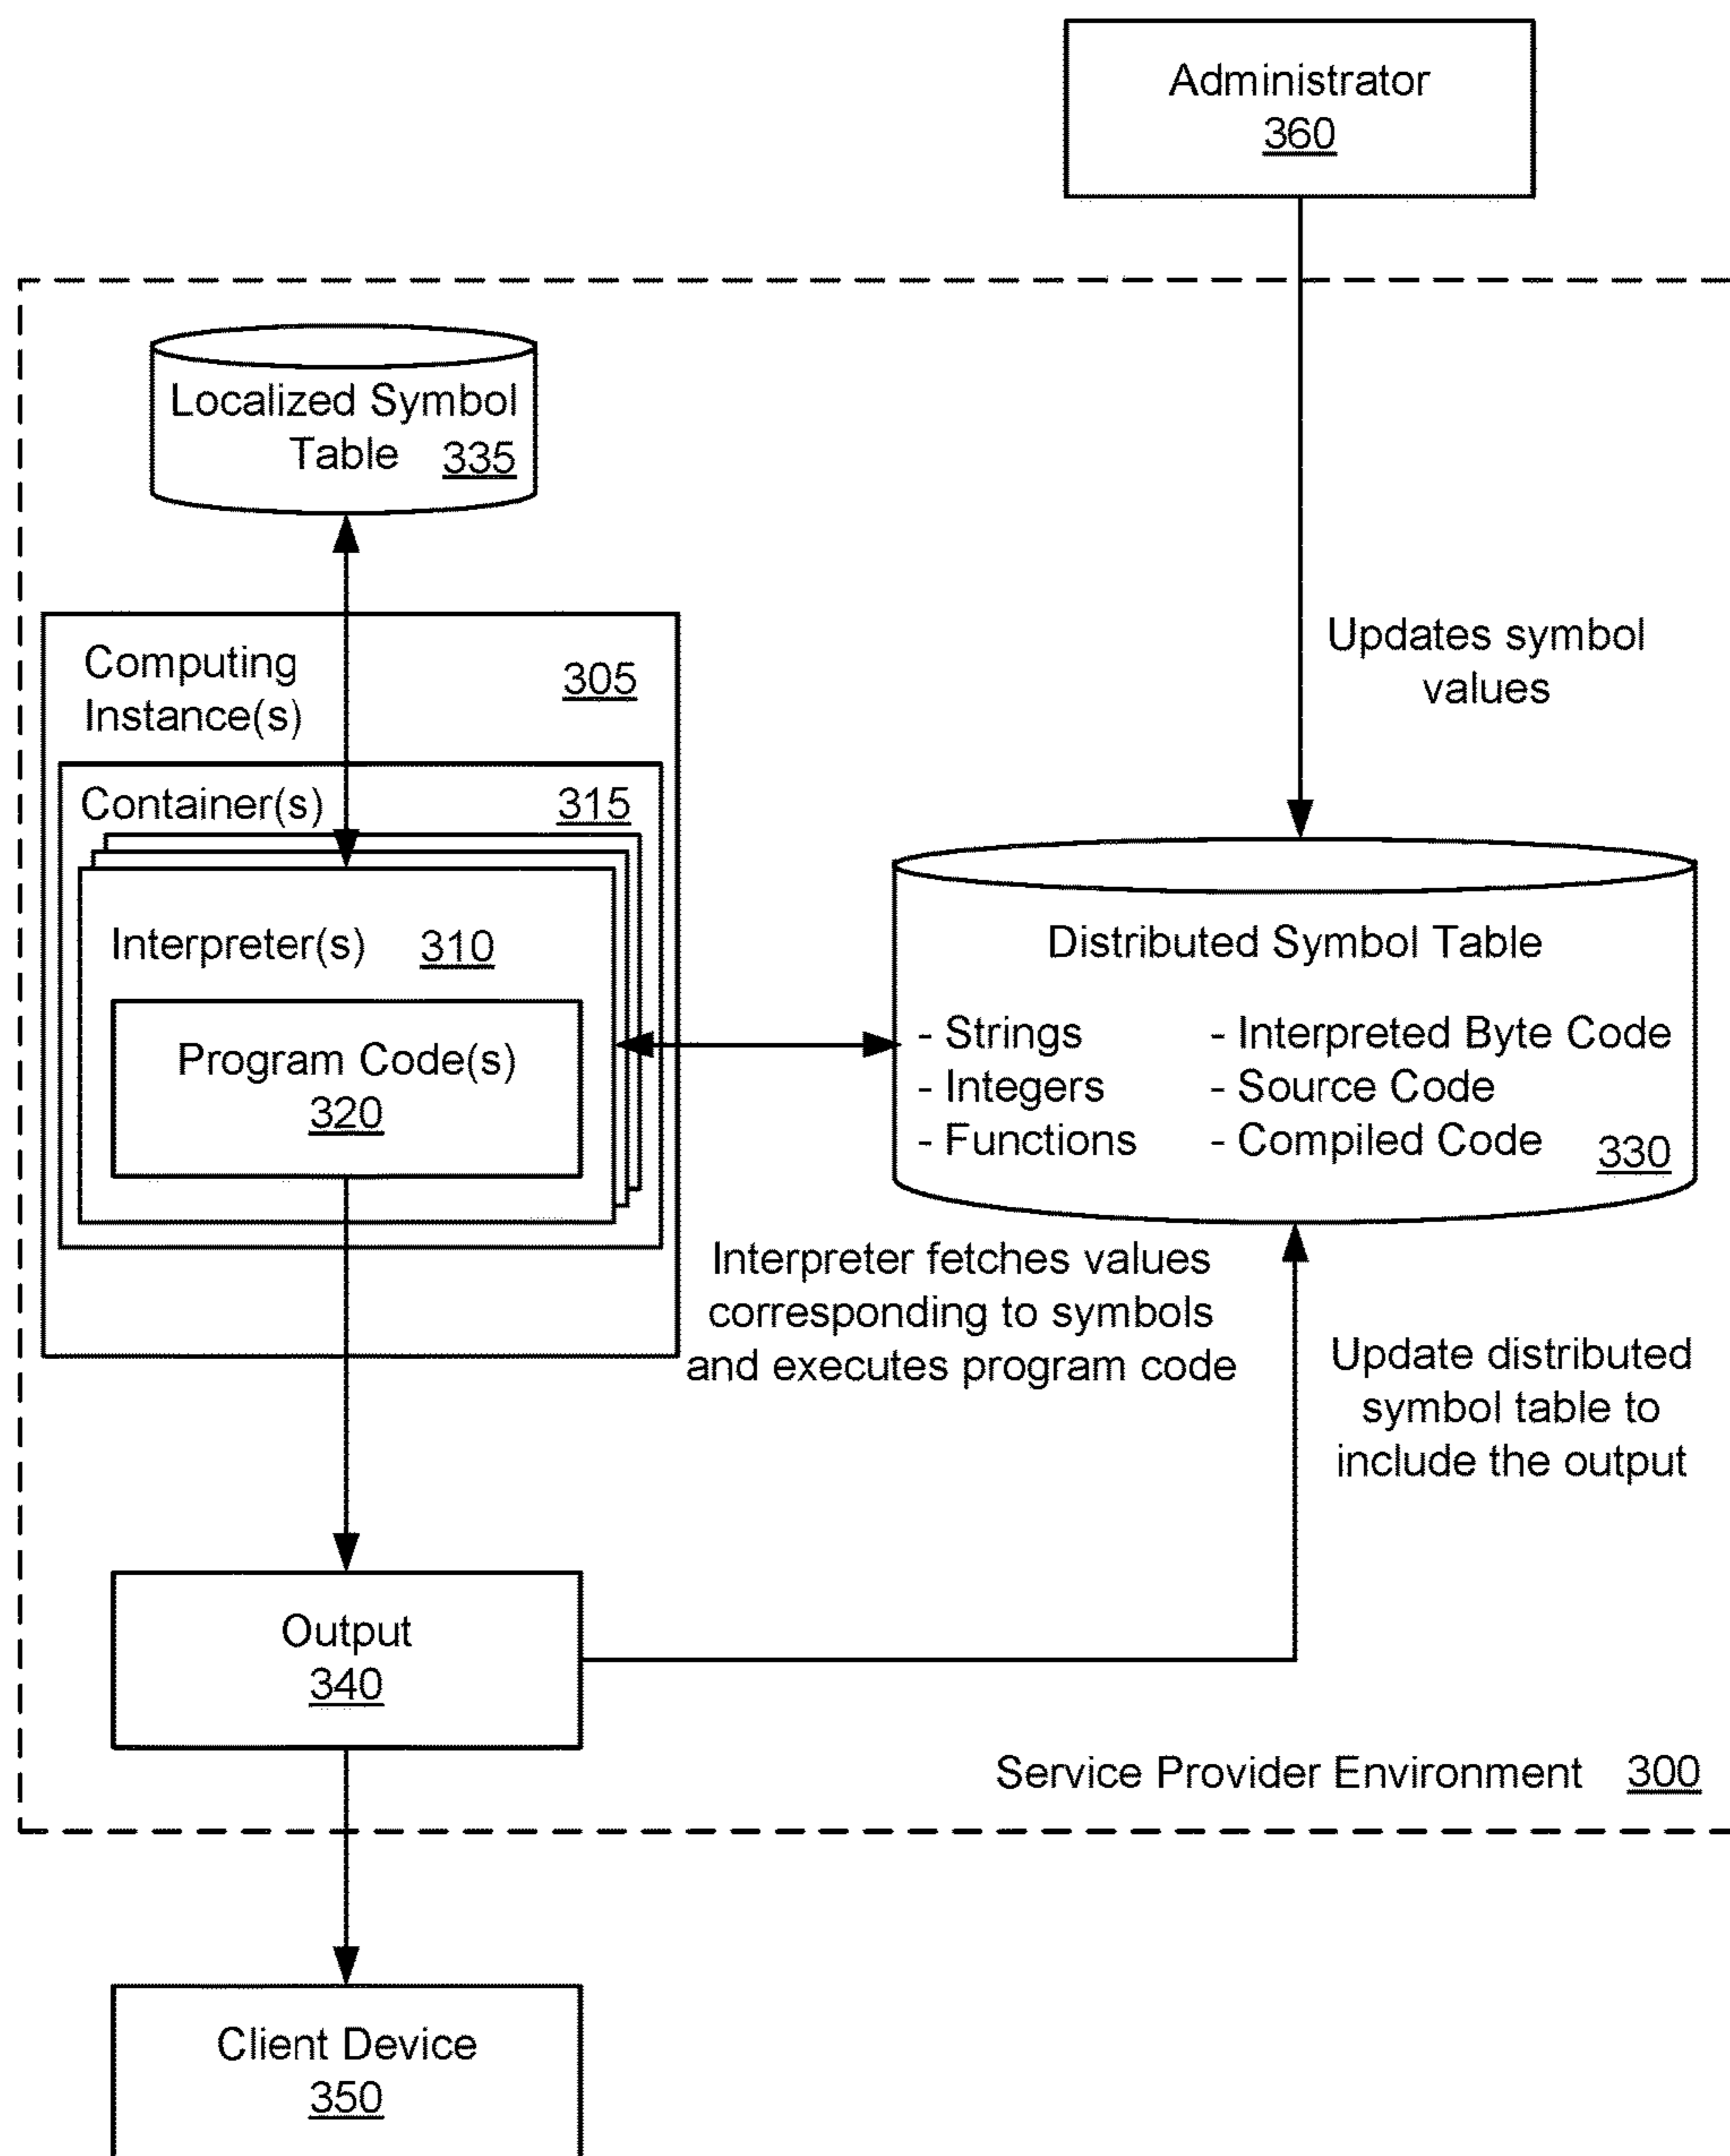 Administrator
360
Localized Symbol
Table 335
Computing
Instance(s)
305
Updates symbol
values
Container(s) 315
Interpreter(s) 310
Program Code(s)
320
Distributed Symbol Table
- Strings
- Integers
- Functions
- Interpreted Byte Code
- Source Code
- Compiled Code
330
Interpreter fetches values
corresponding to symbols
and executes program code
Update distributed
symbol table to
include the output
Output
340
Service Provider Environment 300
Client Device
350